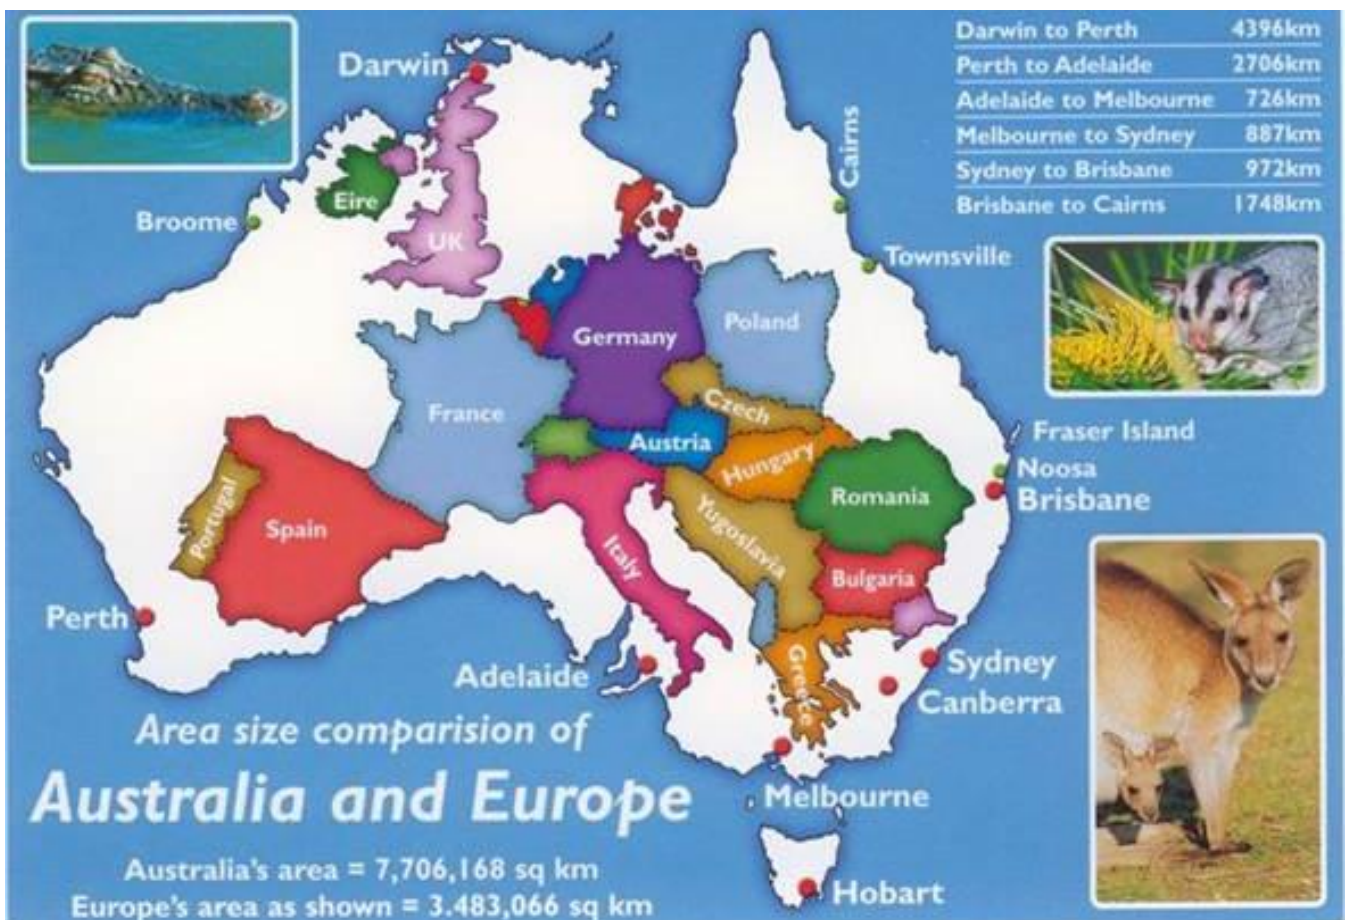 Darwin
Darwin to Perth 4396km
Perth to Adelaide 2706km
Adelaide to Melbourne 726km
Melbourne to Sydney 887km
Sydney to Brisbane 972km
Brisbane to Cairns 1748km
Cairns
Broome
Eire
UK
Townsville
Germany
Poland
France
Czech
Austria
Hungary
Fraser Island
Noosa
Brisbane
Portugal
Spain
Italy
Yugoslavia
Romania
Bulgaria
Perth
Adelaide
Greece
Sydney
Canberra
Melbourne
Hobart
Area size comparision of
Australia and Europe
Australia's area = 7,706,168 sq km
Europe's area as shown = 3.483,066 sq km